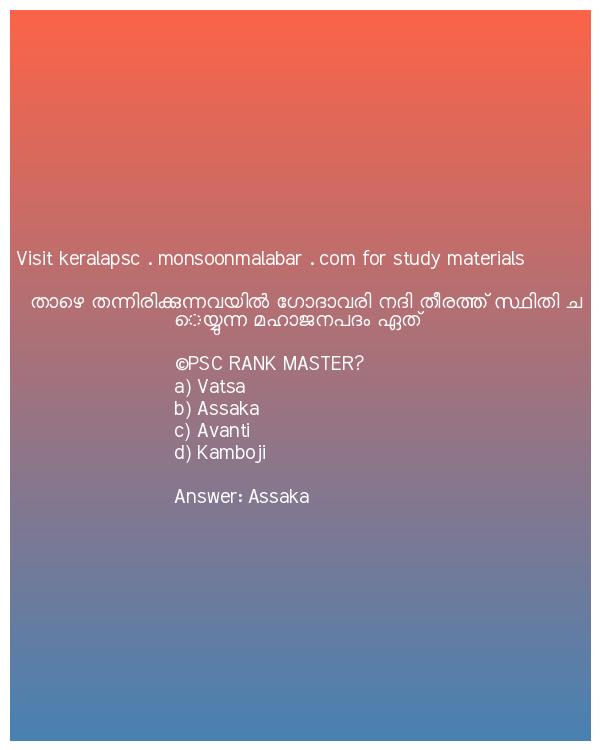 Visit keralapsc . monsoonmalabar . com for study materials
താഴെ തന്നിരിക്കുന്നവയിൽ ഗോദാവരി നദി തീരത്ത് സ്ഥിതി ച
െയ്യുന്ന മഹാജനപദം ഏത്
©PSC RANK MASTER?
a) Vatsa
b) Assaka
c) Avanti
d) Kamboji
Answer: Assaka